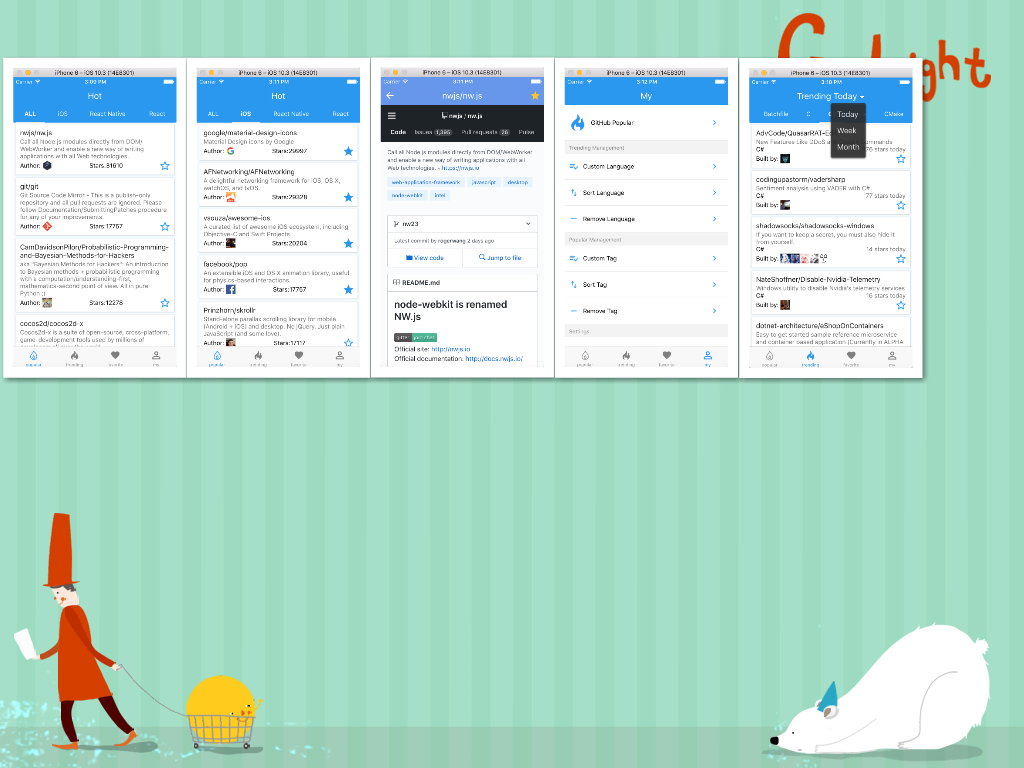 ght
iPhone 6 – iOS 10.3 (14E8301)
Carrier 3:09 PM
Hot
ALL iOS React Native React
nwjs/nw.js
Call all Node.js modules directly from DOM/
WebWorker and enable a new way of writing
applications with all Web technologies.
Author: Stars:31610
git/git
Git Source Code Mirror - This is a publish-only
repository and all pull requests are ignored. Please
follow Documentation/SubmittingPatches procedure
for any of your improvements.
Author: Stars:17757
CamDavidsonPilon/Probabilistic-Programming-
and-Bayesian-Methods-for-Hackers
aka "Bayesian Methods for Hackers": An introduction
to Bayesian methods + probabilistic programming
with a computation/understanding-first,
mathematics-second point of view. All in pure
Python ;)
Author: Stars:12278
cocos2d/cocos2d-x
Cocos2d-x is a suite of open-source, cross-platform,
game-development tools used by millions of
popular trending favorite my
iPhone 6 – iOS 10.3 (14E8301)
Carrier 3:11 PM
Hot
ALL iOS React Native React
google/material-design-icons
Material Design icons by Google
Author: Stars:29997
AFNetworking/AFNetworking
A delightful networking framework for iOS, OS X,
watchOS, and tvOS.
Author: Stars:29328
vsouza/awesome-ios
A curated list of awesome iOS ecosystem, including
Objective-C and Swift Projects.
Author: Stars:20204
facebook/pop
An extensible iOS and OS X animation library, useful
for physics-based interactions.
Author: Stars:17767
Prinzhorn/skrollr
Stand-alone parallax scrolling library for mobile
(Android + iOS) and desktop. No jQuery. Just plain
JavaScript (and some love).
Author: Stars:17117
popular trending favorite my
iPhone 6 – iOS 10.3 (14E8301)
Carrier 3:11 PM
nwjs/nw.js
nwjs / nw.js
Code Issues 1,395 Pull requests 26 Pulse
Call all Node.js modules directly from DOM/WebWorker
and enable a new way of writing applications with all
Web technologies. - https://nwjs.io
web-application-framework javascript desktop
node-webkit intel
nw23
Latest commit by rogerwang 2 days ago
View code Jump to file
README.md
node-webkit is renamed
NW.js
Official site: http://nwjs.io
Official documentation: http://docs.nwjs.io/
iPhone 6 – iOS 10.3 (14E8301)
Carrier 3:12 PM
My
GitHub Popular
Trending Management
Custom Language
Sort Language
Remove Language
Popular Management
Custom Tag
Sort Tag
Remove Tag
Settings
popular trending favorite my
iPhone 6 – iOS 10.3 (14E8301)
Carrier 3:10 PM
Trending Today
Batchfile C CMake
Today
Week
Month
AdvCode/QuasarRAT-
New Features Like DDoS commands
C# stars today
Built by:
codingupastorm/vadersharp
Sentiment analysis using VADER with C#
C# 77 stars today
Built by:
shadowsocks/shadowsocks-windows
If you want to keep a secret, you must also hide it
from yourself.
C# stars today
Built by:
NateShoffner/Disable-Nvidia-Telemetry
Windows utility to disable Nvidia's telemetry services
C# 16 stars today
Built by:
dotnet-architecture/eShopOnContainers
Easy to get started sample reference microservice
and container based application (Currently in ALPHA
popular trending favorite my